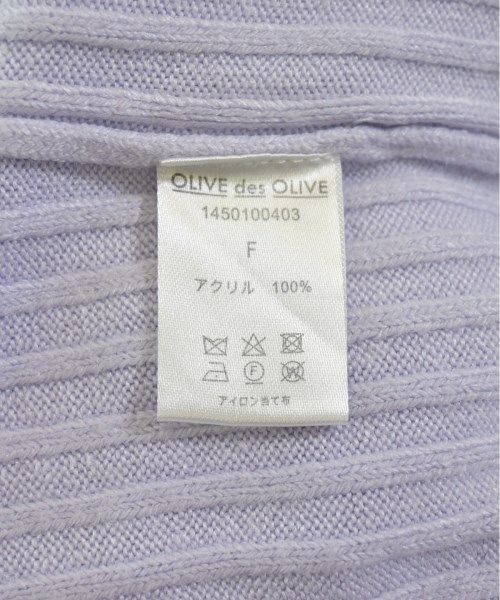 OLIVE des OLIVE
1450100403
F
アクリル 100%
F W
アイロン当て布